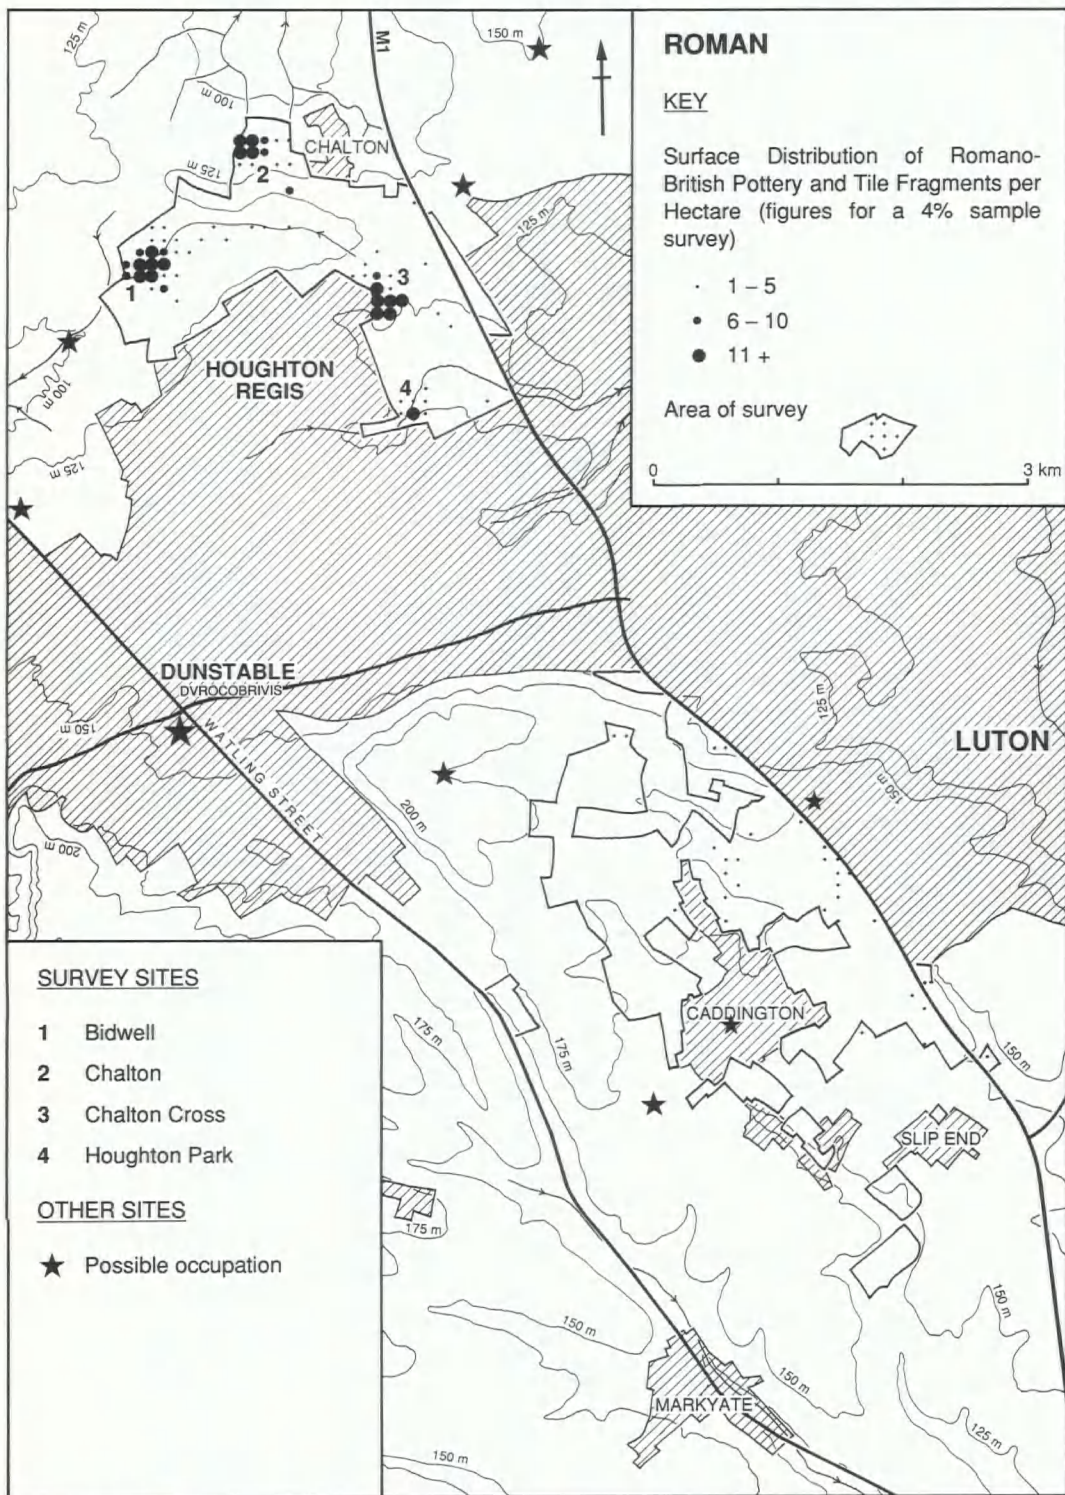 ROMAN
KEY
Surface Distribution of Romano-
British Pottery and Tile Fragments per
Hectare (figures for a 4% sample
survey)
1 – 5
6 – 10
11 +
Area of survey
0 3 km
125 m
M1
150 m
100 m
CHALTON
125 m
2
125 m
1
3
HOUGHTON
REGIS
4
100 m
125 m
DUNSTABLE
DVROCOBRIVIS
150 m
WATLING STREET
200 m
200 m
125 m
LUTON
150 m
CADDINGTON
175 m
175 m
150 m
SLIP END
175 m
150 m
150 m
150 m
MARKYATE
125 m
150 m
SURVEY SITES
1 Bidwell
2 Chalton
3 Chalton Cross
4 Houghton Park
OTHER SITES
Possible occupation